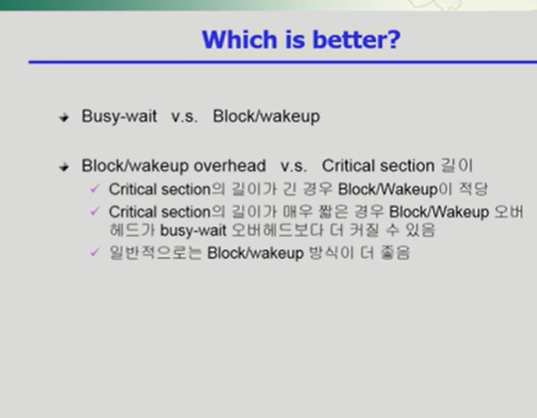 Which is better?
Busy-wait v.s. Block/wakeup
Block/wakeup overhead v.s. Critical section 길이
Critical section의 길이가 긴 경우 Block/Wakeup이 적당
Critical section의 길이가 매우 짧은 경우 Block/Wakeup 오버
헤드가 busy-wait 오버헤드보다 더 커질 수 있음
일반적으로는 Block/wakeup 방식이 더 좋음